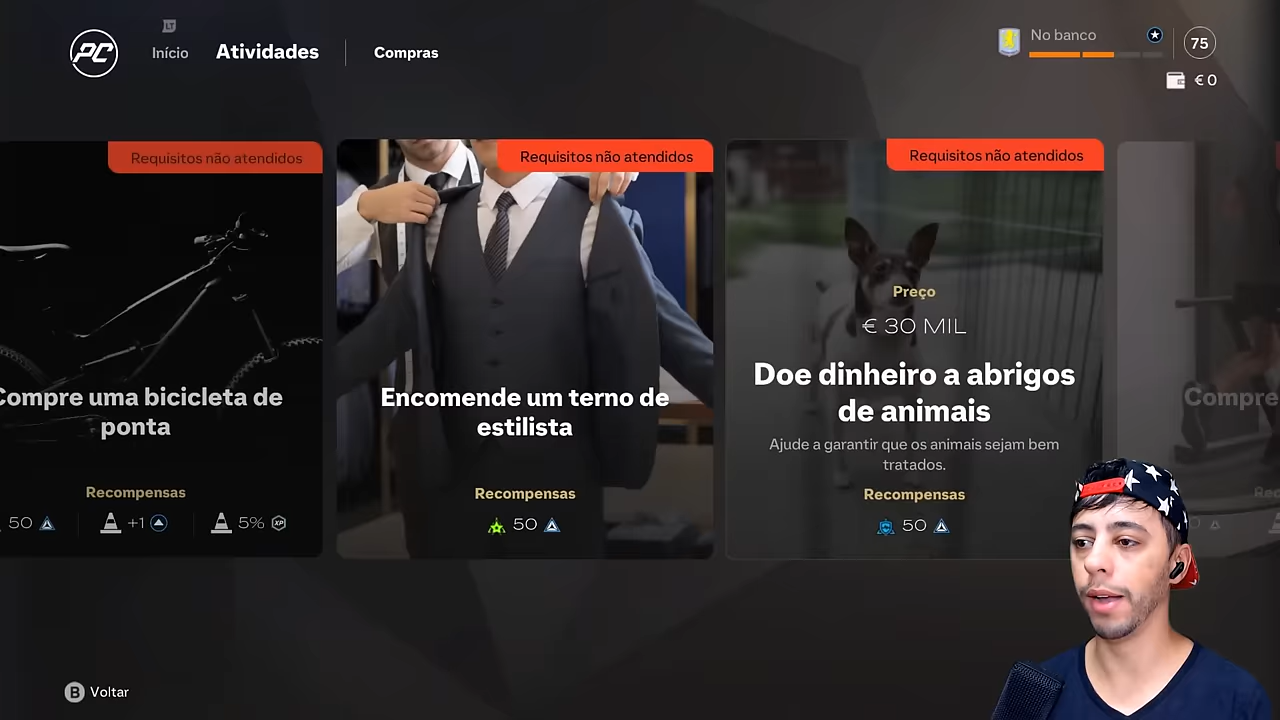 PC
LT
Início
Atividades
Compras
No banco
75
€ 0
Requisitos não atendidos
Compre uma bicicleta de
ponta
Recompensas
50
+1
5% XP
Requisitos não atendidos
Encomende um terno de
estilista
Recompensas
50
Requisitos não atendidos
Preço
€ 30 MIL
Doe dinheiro a abrigos
de animais
Ajude a garantir que os animais sejam bem
tratados.
Recompensas
50
Compre
B Voltar